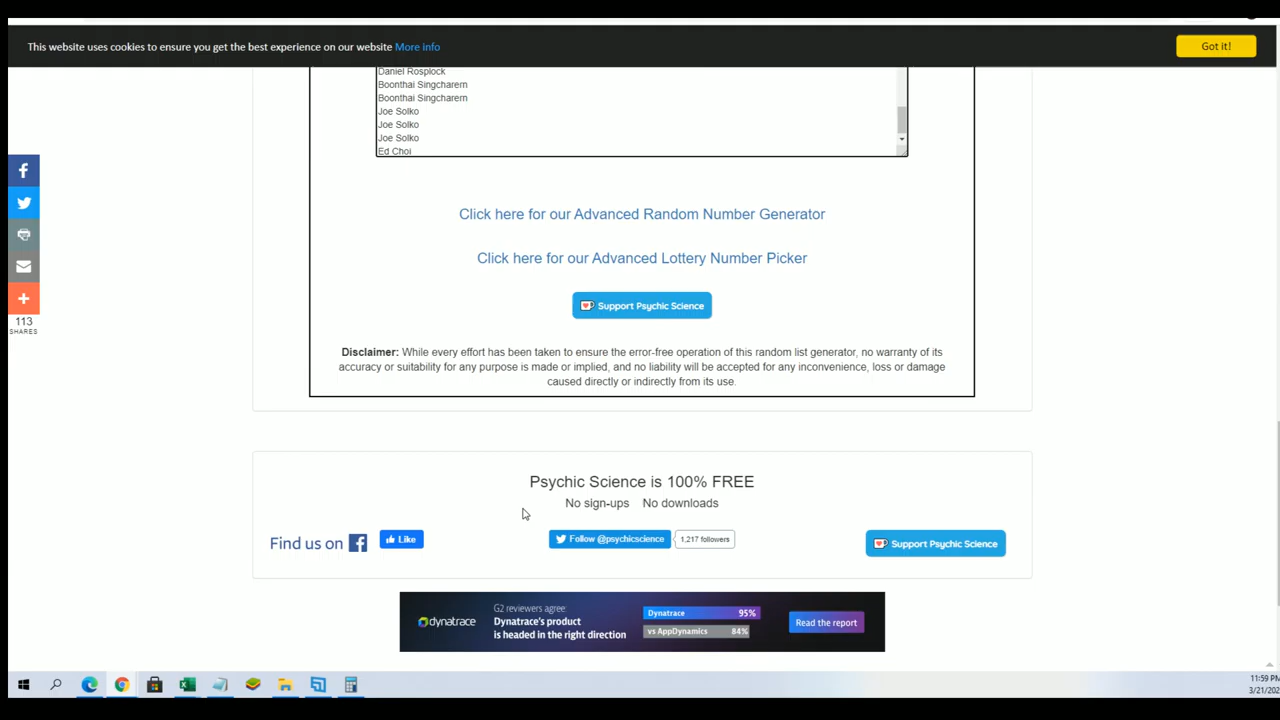 This website uses cookies to ensure you get the best experience on our website More info
Got it!
Daniel Rosplock
Boonthai Singcharern
Boonthai Singcharern
Joe Solko
Joe Solko
Joe Solko
Ed Choi
113
SHARES
Click here for our Advanced Random Number Generator
Click here for our Advanced Lottery Number Picker
Support Psychic Science
Disclaimer: While every effort has been taken to ensure the error-free operation of this random list generator, no warranty of its
accuracy or suitability for any purpose is made or implied, and no liability will be accepted for any inconvenience, loss or damage
caused directly or indirectly from its use.
Psychic Science is 100% FREE
No sign-ups No downloads
Find us on
Like
Follow @psychicscience
1,217 followers
Support Psychic Science
dynatrace
G2 reviewers agree:
Dynatrace's product
is headed in the right direction
Dynatrace 95%
vs AppDynamics 84%
Read the report
11:59 PM
3/21/202